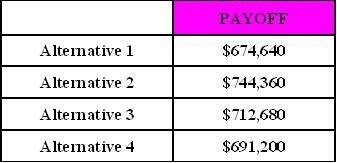 PAYOFF
Alternative 1 $674,640
Alternative 2 $744,360
Alternative 3 $712,680
Alternative 4 $691,200